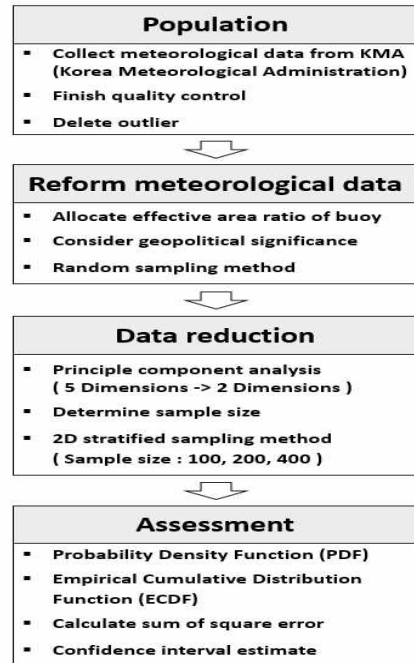 Population
▪ Collect meteorological data from KMA
(Korea Meteorological Administration)
▪ Finish quality control
▪ Delete outlier
Reform meteorological data
▪ Allocate effective area ratio of buoy
▪ Consider geopolitical significance
▪ Random sampling method
Data reduction
▪ Principle component analysis
( 5 Dimensions -> 2 Dimensions )
▪ Determine sample size
▪ 2D stratified sampling method
( Sample size : 100, 200, 400 )
Assessment
▪ Probability Density Function (PDF)
▪ Empirical Cumulative Distribution
Function (ECDF)
▪ Calculate sum of square error
▪ Confidence interval estimate